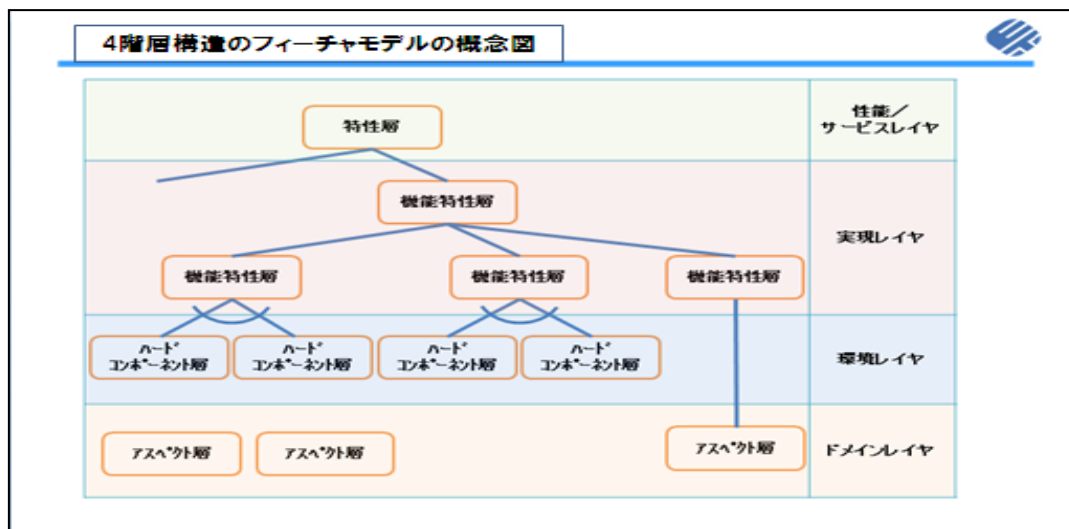 4階層構造のフィーチャモデルの概念図
特性層
性能／
サービスレイヤ
機能特性層
実現レイヤ
機能特性層
機能特性層
機能特性層
ﾊｰﾄﾞ
ｺﾝﾎﾟｰﾈﾝﾄ層
ﾊｰﾄﾞ
ｺﾝﾎﾟｰﾈﾝﾄ層
ﾊｰﾄﾞ
ｺﾝﾎﾟｰﾈﾝﾄ層
ﾊｰﾄﾞ
ｺﾝﾎﾟｰﾈﾝﾄ層
環境レイヤ
ｱｽﾍﾟｸﾄ層
ｱｽﾍﾟｸﾄ層
ｱｽﾍﾟｸﾄ層
ドメインレイヤ